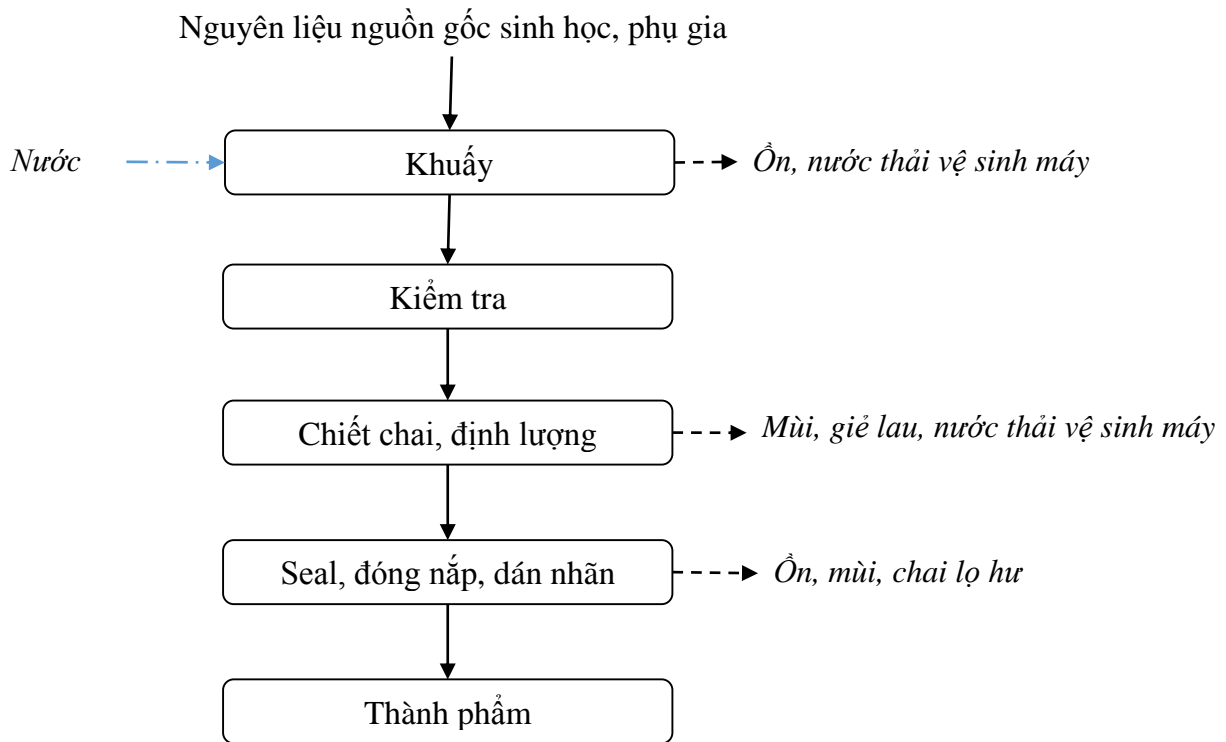 Nguyên liệu nguồn gốc sinh học, phụ gia
Nước
Khuấy
Ồn, nước thải vệ sinh máy
Kiểm tra
Chiết chai, định lượng
Mùi, giẻ lau, nước thải vệ sinh máy
Seal, đóng nắp, dán nhãn
Ồn, mùi, chai lọ hư
Thành phẩm